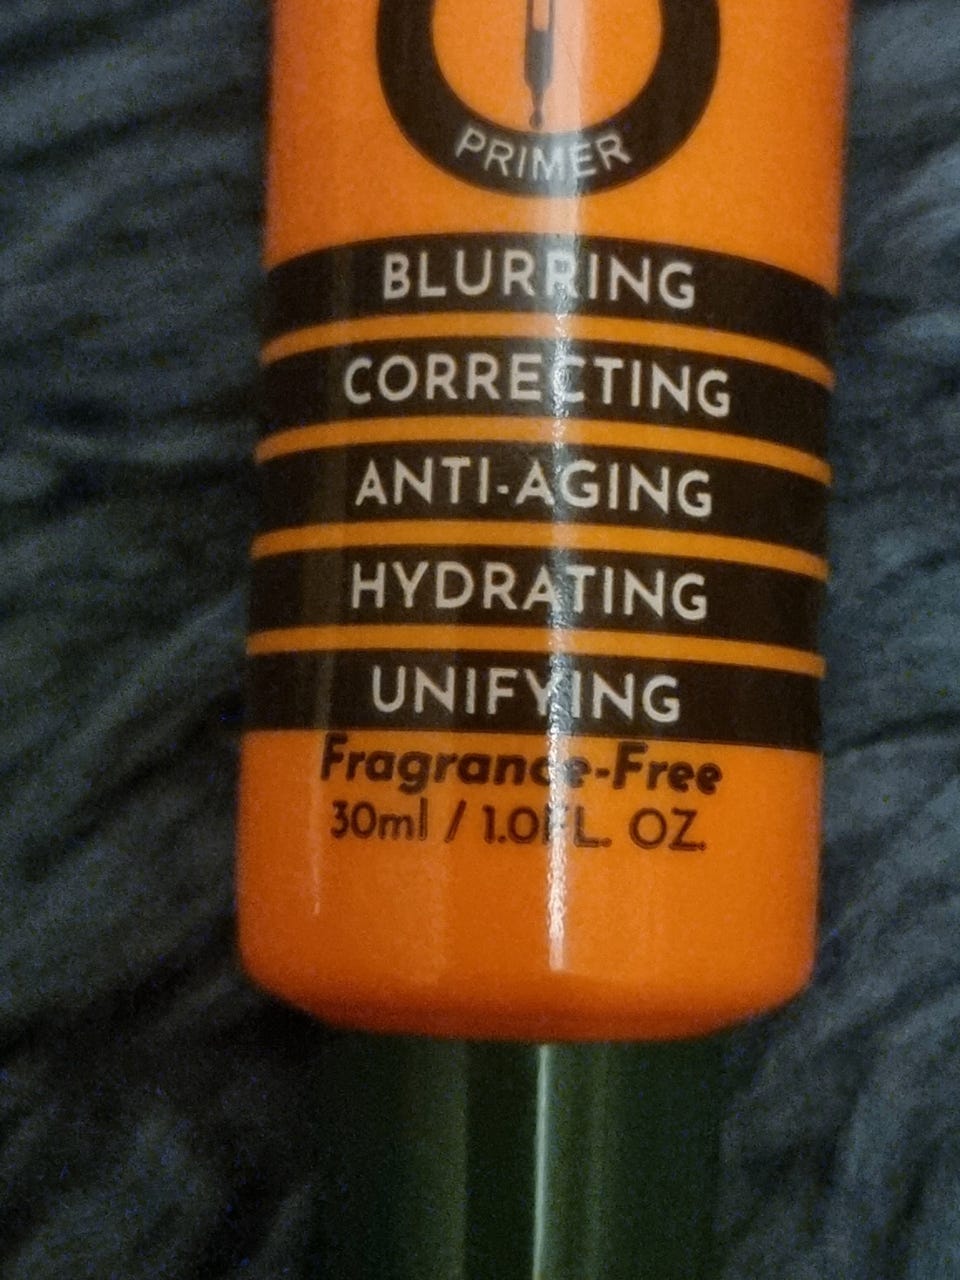 PRIMER
BLURRING
CORRECTING
ANTI-AGING
HYDRATING
UNIFYING
Fragrance-Free
30ml / 1.0FL. OZ.